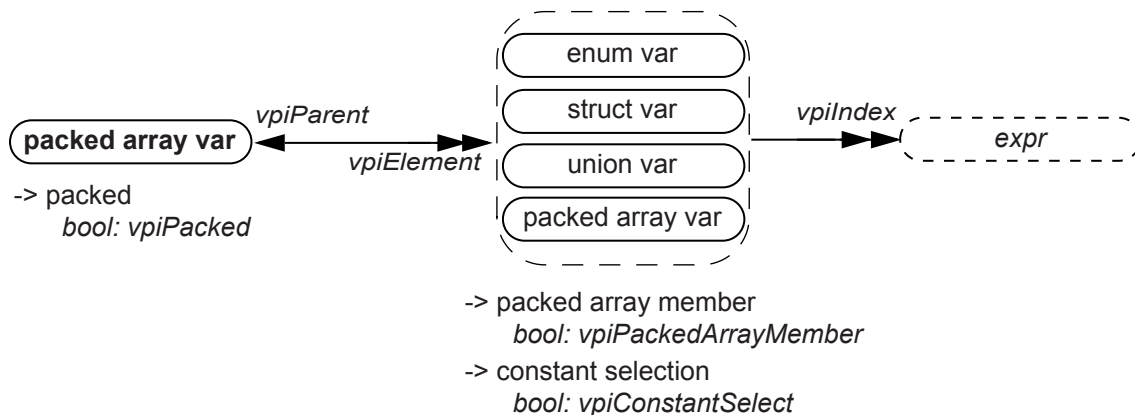 enum var
struct var
union var
packed array var
packed array var
vpiParent
vpiElement
vpiIndex
expr
-> packed
bool: vpiPacked
-> packed array member
bool: vpiPackedArrayMember
-> constant selection
bool: vpiConstantSelect